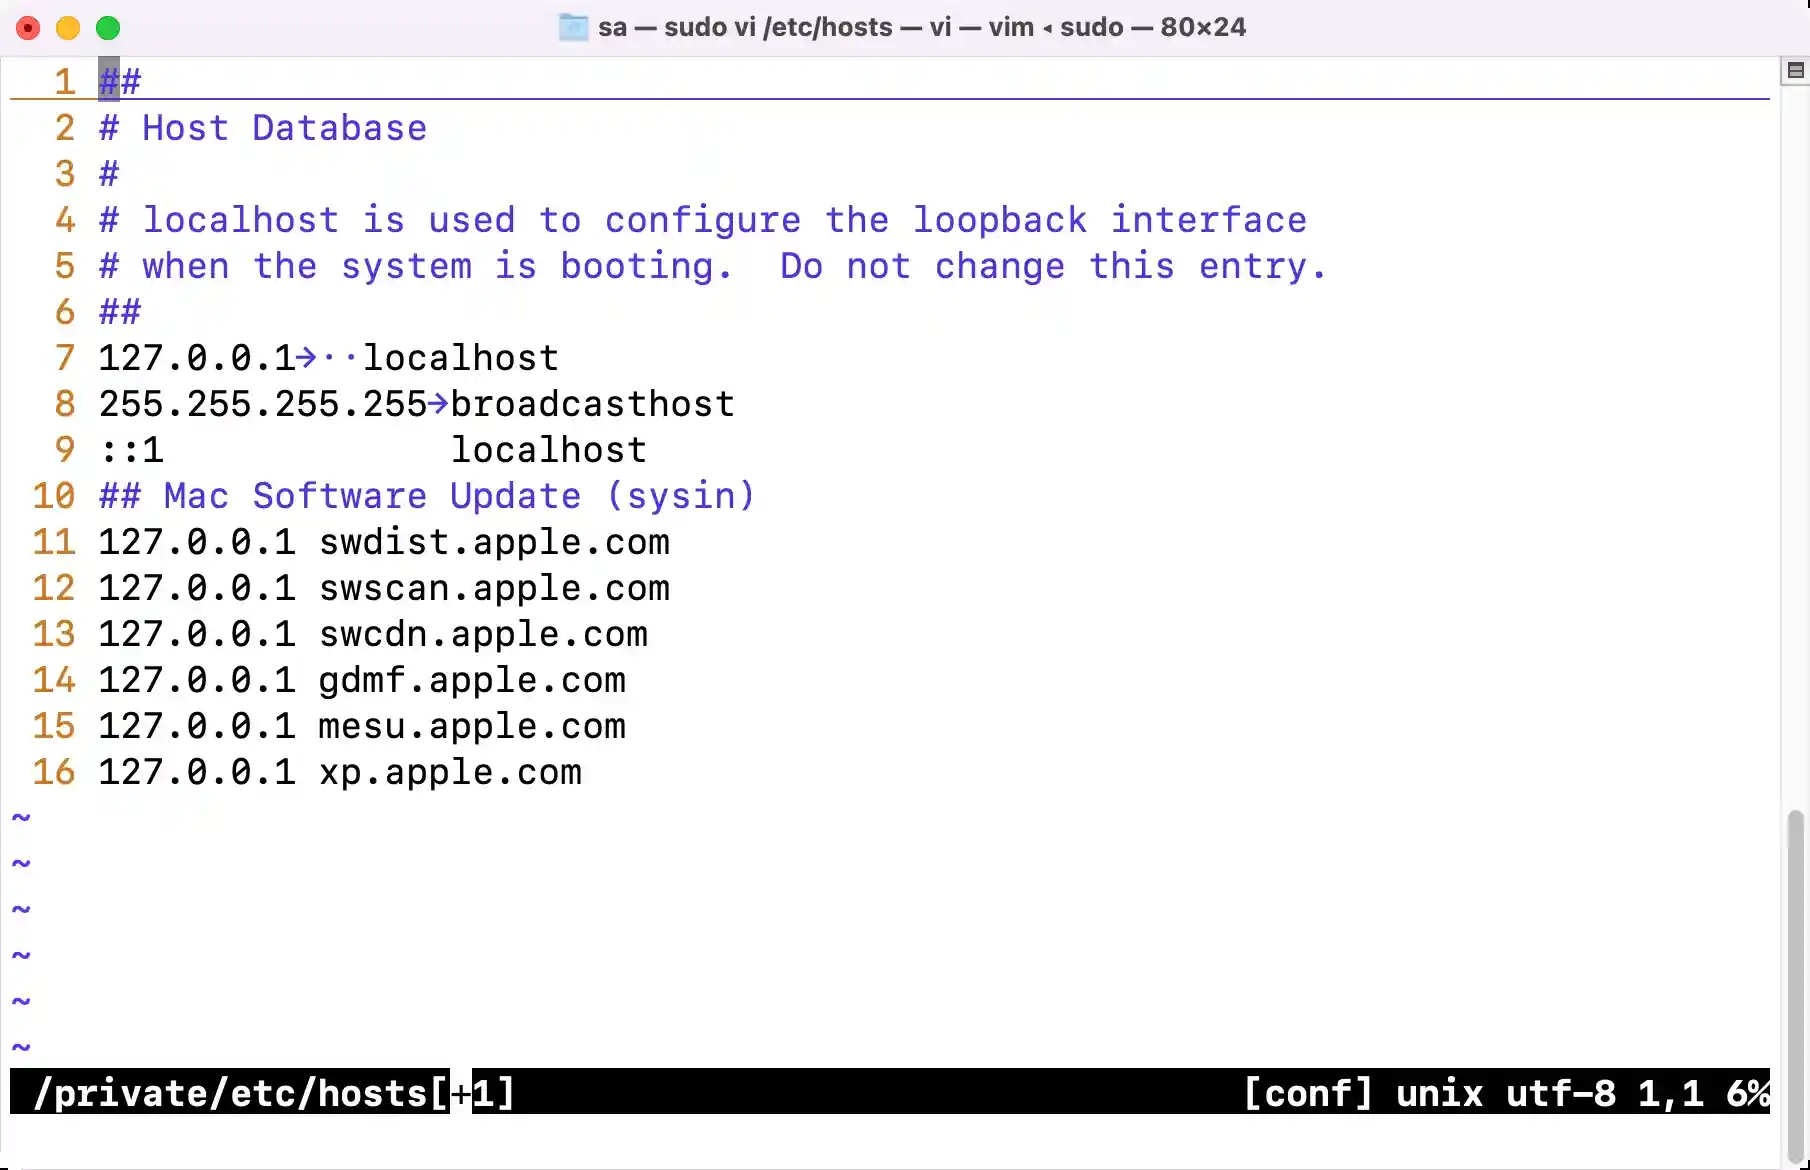 sa — sudo vi /etc/hosts — vi — vim ◂ sudo — 80×24
1 ##
2 # Host Database
3 #
4 # localhost is used to configure the loopback interface
5 # when the system is booting.  Do not change this entry.
6 ##
7 127.0.0.1→··localhost
8 255.255.255.255→broadcasthost
9 ::1             localhost
10 ## Mac Software Update (sysin)
11 127.0.0.1 swdist.apple.com
12 127.0.0.1 swscan.apple.com
13 127.0.0.1 swcdn.apple.com
14 127.0.0.1 gdmf.apple.com
15 127.0.0.1 mesu.apple.com
16 127.0.0.1 xp.apple.com
~
~
~
~
~
~
/private/etc/hosts[+1] [conf] unix utf-8 1,1 6%